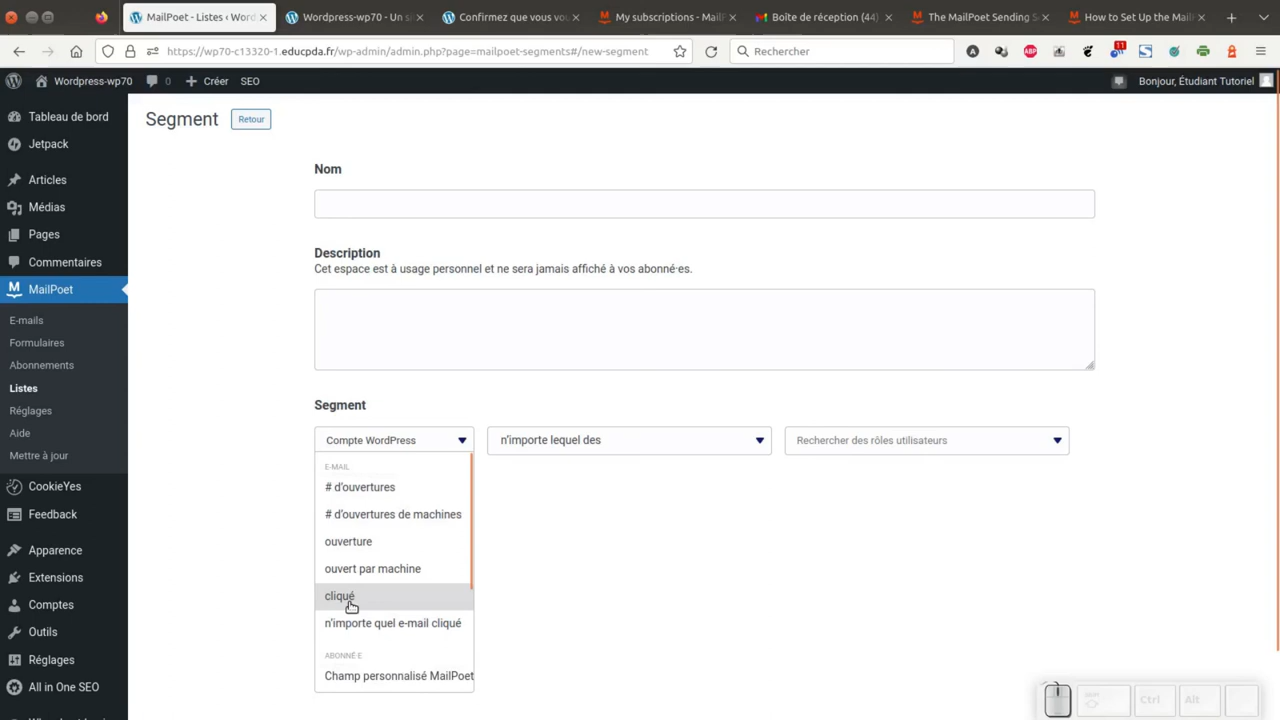 MailPoet - Listes ‹ Word
Wordpress-wp70 - Un s
Confirmez que vous vou
My subscriptions - MailP
Boîte de réception (44)
The MailPoet Sending S
How to Set Up the Mail
https://wp70-c13320-1.educpda.fr/wp-admin/admin.php?page=mailpoet-segments#/new-segment
Rechercher
ABP
11
Wordpress-wp70
0
Créer
SEO
Bonjour, Étudiant Tutoriel
Tableau de bord
Jetpack
Articles
Médias
Pages
Commentaires
MailPoet
E-mails
Formulaires
Abonnements
Listes
Réglages
Aide
Mettre à jour
CookieYes
Feedback
Apparence
Extensions
Comptes
Outils
Réglages
All in One SEO
Segment
Retour
Nom
Description
Cet espace est à usage personnel et ne sera jamais affiché à vos abonné·es.
Segment
Compte WordPress
n’importe lequel des
Rechercher des rôles utilisateurs
E-MAIL
# d’ouvertures
# d’ouvertures de machines
ouverture
ouvert par machine
cliqué
n’importe quel e-mail cliqué
ABONNÉ·E
Champ personnalisé MailPoet
Ctrl
Alt